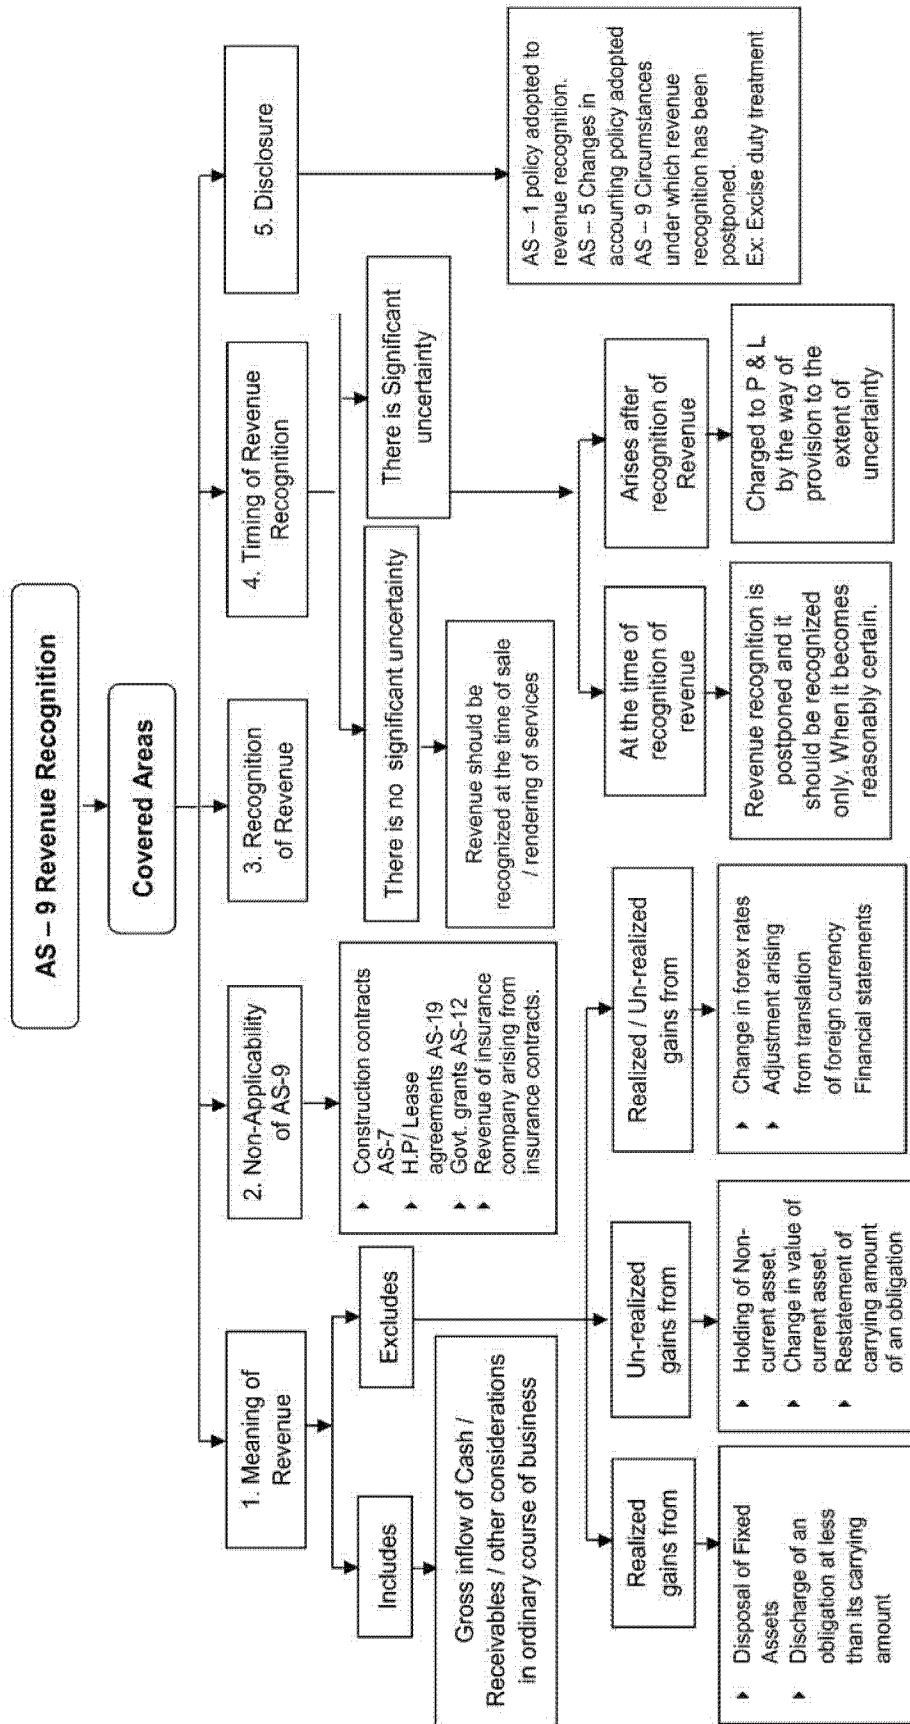 AS – 9 Revenue Recognition
Covered Areas
1. Meaning of
Revenue
2. Non-Applicability
of AS-9
3. Recognition
of Revenue
4. Timing of Revenue
Recognition
5. Disclosure
Includes
Excludes
Gross inflow of Cash /
Receivables / other considerations
in ordinary course of business
Construction contracts
AS-7
H.P/ Lease
agreements AS-19
Govt. grants AS-12
Revenue of insurance
company arising from
insurance contracts.
There is no significant uncertainty
Revenue should be
recognized at the time of sale
/ rendering of services
There is Significant
uncertainty
AS – 1 policy adopted to
revenue recognition.
AS – 5 Changes in
accounting policy adopted
AS – 9 Circumstances
under which revenue
recognition has been
postponed.
Ex: Excise duty treatment
Realized
gains from
Un-realized
gains from
Realized / Un-realized
gains from
At the time of
recognition of
revenue
Arises after
recognition of
Revenue
Disposal of Fixed
Assets
Discharge of an
obligation at less
than its carrying
amount
Holding of Non-
current asset.
Change in value of
current asset.
Restatement of
carrying amount
of an obligation
Change in forex rates
Adjustment arising
from translation
of foreign currency
Financial statements
Revenue recognition is
postponed and it
should be recognized
only. When it becomes
reasonably certain.
Charged to P & L
by the way of
provision to the
extent of
uncertainty